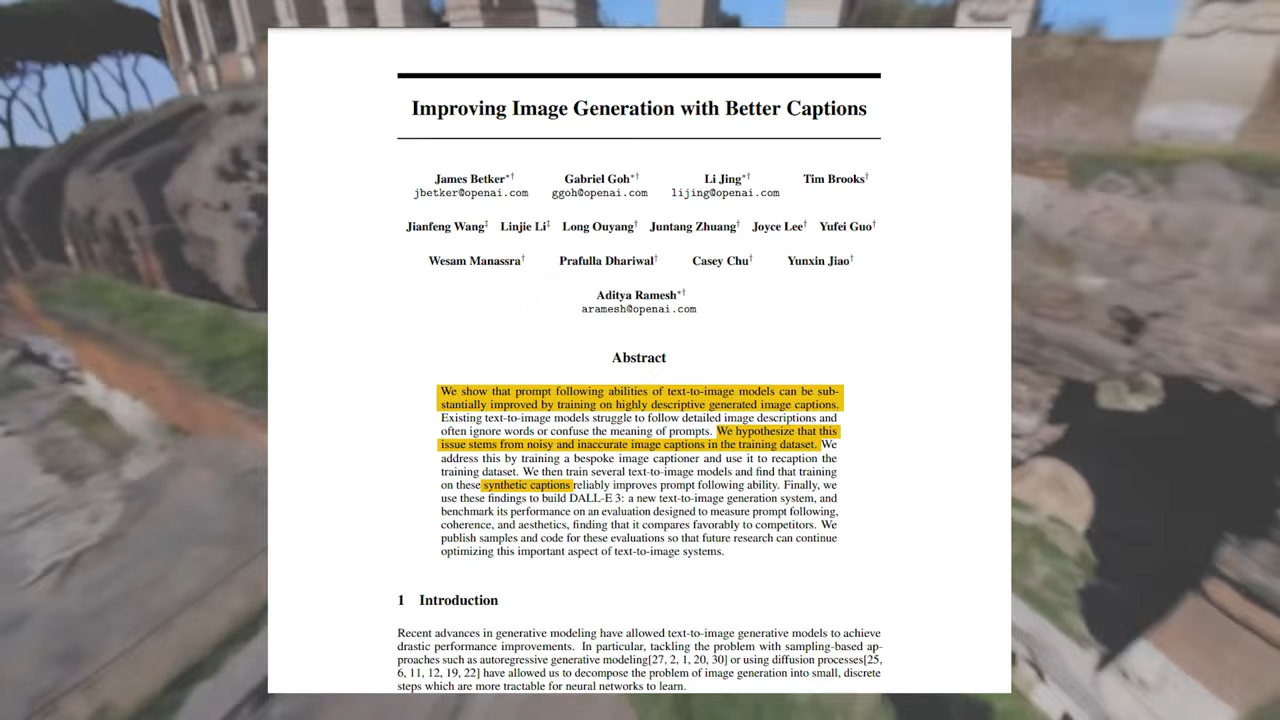 Improving Image Generation with Better Captions
James Betker*† Gabriel Goh*† Li Jing*† Tim Brooks†
jbetker@openai.com ggoh@openai.com lijing@openai.com
Jianfeng Wang‡ Linjie Li‡ Long Ouyang† Juntang Zhuang† Joyce Lee† Yufei Guo†
Wesam Manassra† Prafulla Dhariwal† Casey Chu† Yunxin Jiao†
Aditya Ramesh*†
aramesh@openai.com
Abstract
We show that prompt following abilities of text-to-image models can be sub-
stantially improved by training on highly descriptive generated image captions.
Existing text-to-image models struggle to follow detailed image descriptions and
often ignore words or confuse the meaning of prompts. We hypothesize that this
issue stems from noisy and inaccurate image captions in the training dataset. We
address this by training a bespoke image captioner and use it to recaption the
training dataset. We then train several text-to-image models and find that training
on these synthetic captions reliably improves prompt following ability. Finally, we
use these findings to build DALL-E 3: a new text-to-image generation system, and
benchmark its performance on an evaluation designed to measure prompt following,
coherence, and aesthetics, finding that it compares favorably to competitors. We
publish samples and code for these evaluations so that future research can continue
optimizing this important aspect of text-to-image systems.
1 Introduction
Recent advances in generative modeling have allowed text-to-image generative models to achieve
drastic performance improvements. In particular, tackling the problem with sampling-based ap-
proaches such as autoregressive generative modeling[27, 2, 1, 20, 30] or using diffusion processes[25,
6, 11, 12, 19, 22] have allowed us to decompose the problem of image generation into small, discrete
steps which are more tractable for neural networks to learn.